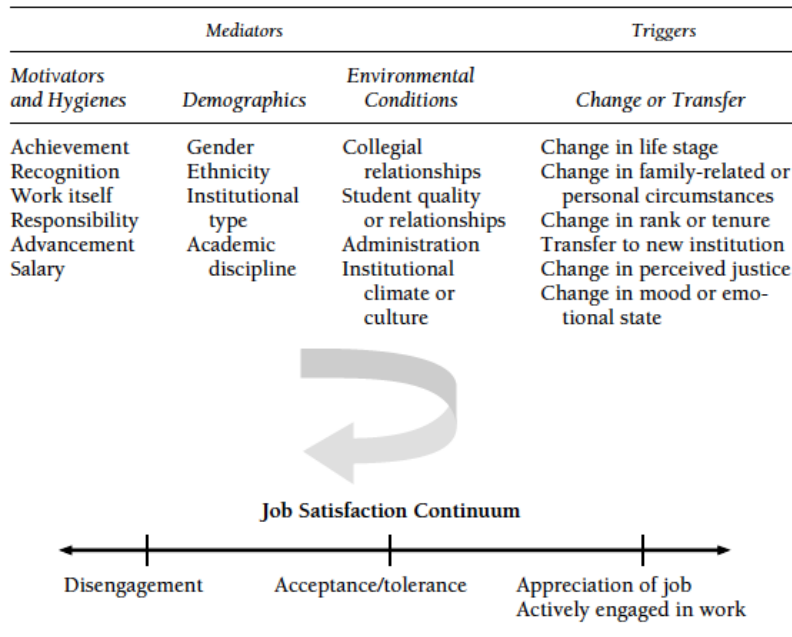 Mediators Triggers
Motivators and Hygienes Demographics Environmental Conditions Change or Transfer
Achievement
Recognition
Work itself
Responsibility
Advancement
Salary
Gender
Ethnicity
Institutional
type
Academic
discipline
Collegial
relationships
Student quality
or relationships
Administration
Institutional
climate or
culture
Change in life stage
Change in family-related or
personal circumstances
Change in rank or tenure
Transfer to new institution
Change in perceived justice
Change in mood or emo-
tional state
Job Satisfaction Continuum
Disengagement Acceptance/tolerance Appreciation of job
Actively engaged in work